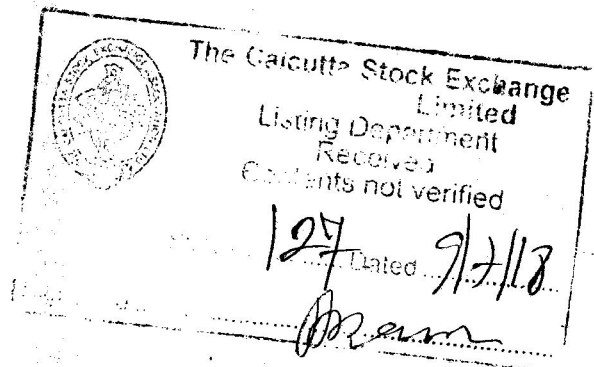 The Calcutta Stock Exchange
Limited
Listing Department
Received
Contents not verified
127 Dated 9/7/18